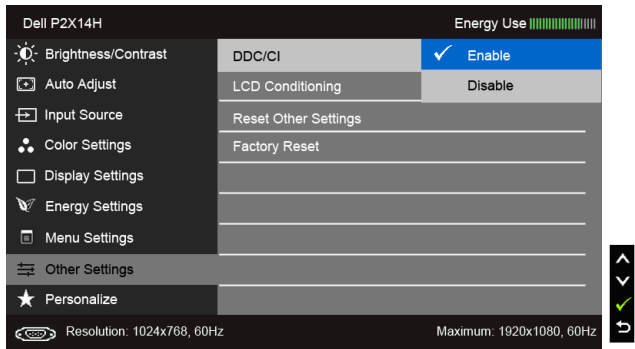 Dell P2X14H Energy Use
Brightness/Contrast DDC/CI Enable
Auto Adjust LCD Conditioning Disable
Input Source Reset Other Settings
Color Settings Factory Reset
Display Settings
Energy Settings
Menu Settings
Other Settings
Personalize
Resolution: 1024x768, 60Hz Maximum: 1920x1080, 60Hz